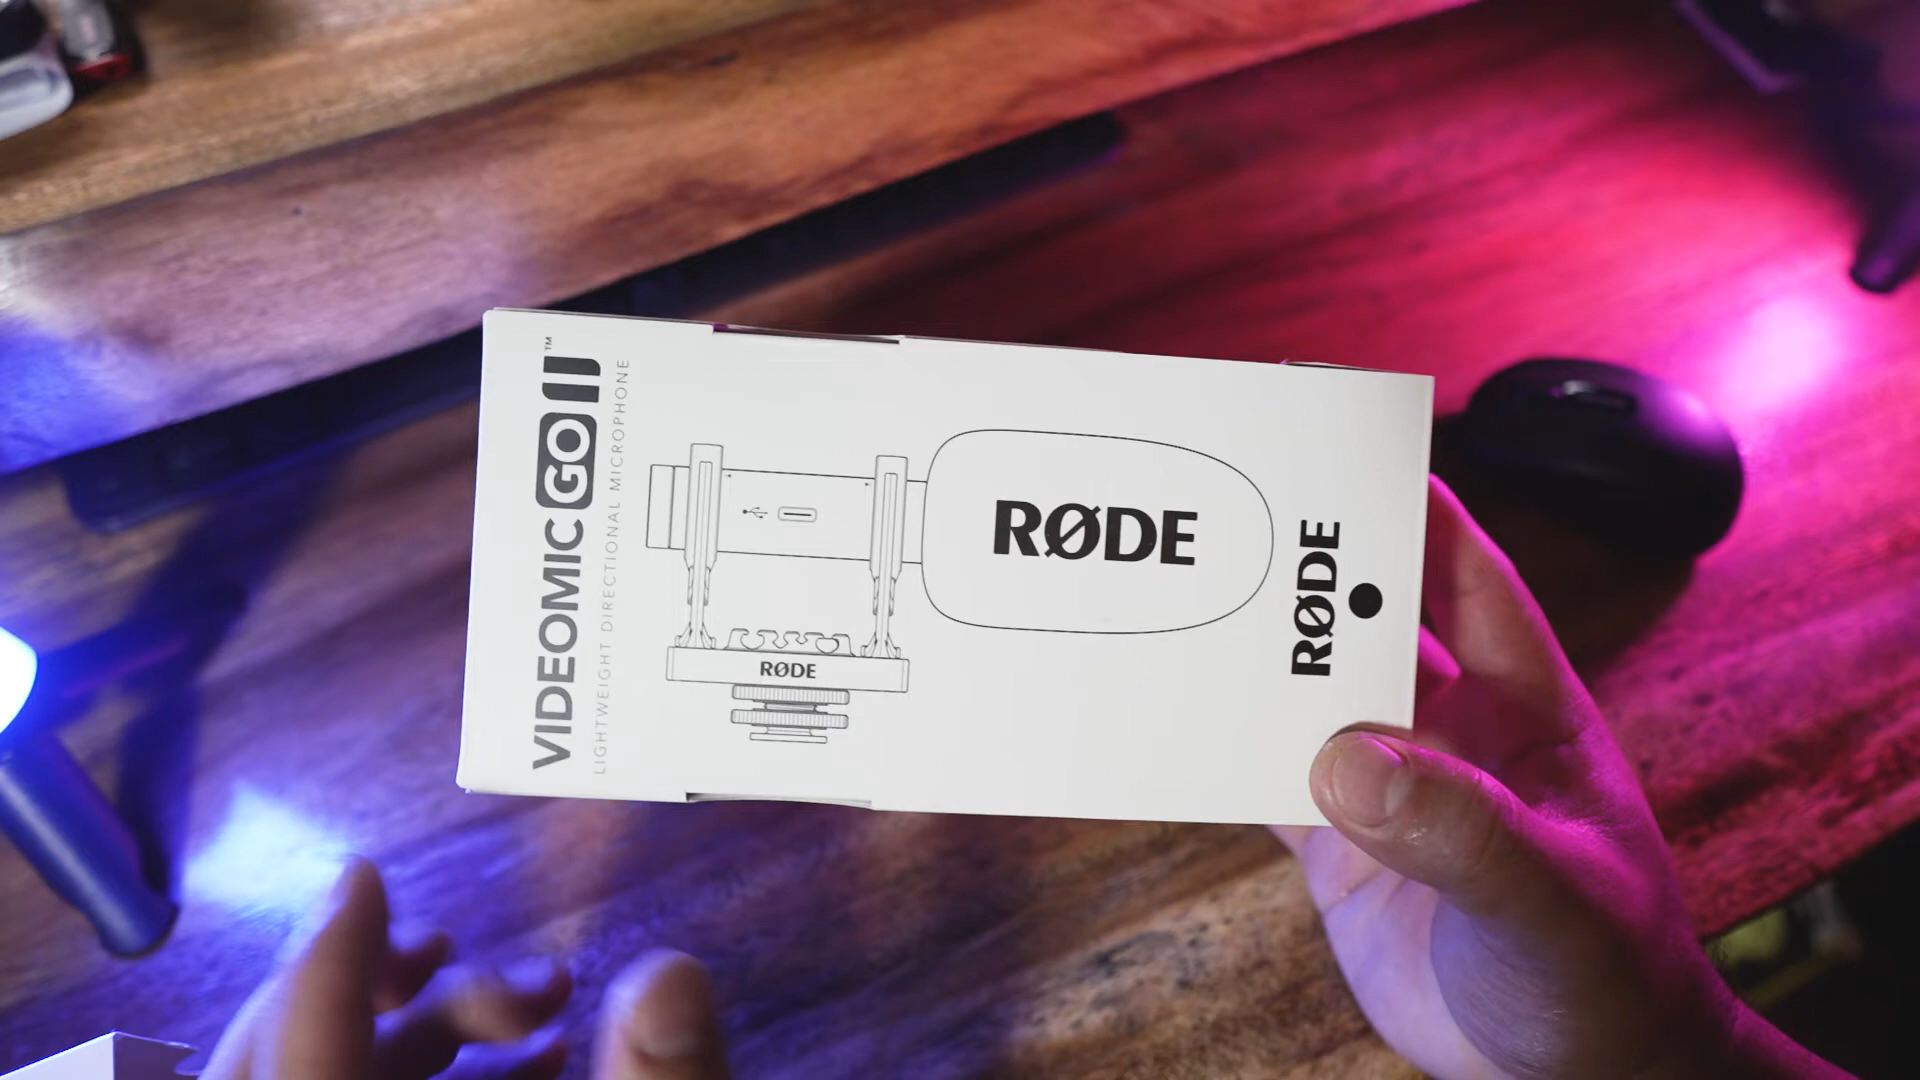 VIDEOMIC GO II™
LIGHTWEIGHT DIRECTIONAL MICROPHONE
RØDE
RØDE
RØDE